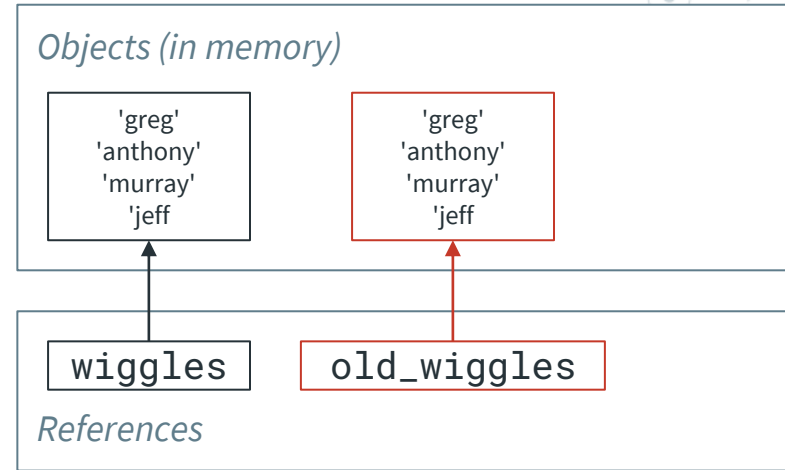 Objects (in memory)
'greg'
'anthony'
'murray'
'jeff
'greg'
'anthony'
'murray'
'jeff
wiggles
old_wiggles
References